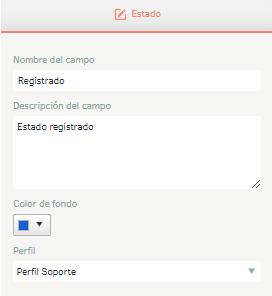 Estado
Nombre del campo
Registrado
Descripción del campo
Estado registrado
Color de fondo
Perfil
Perfil Soporte